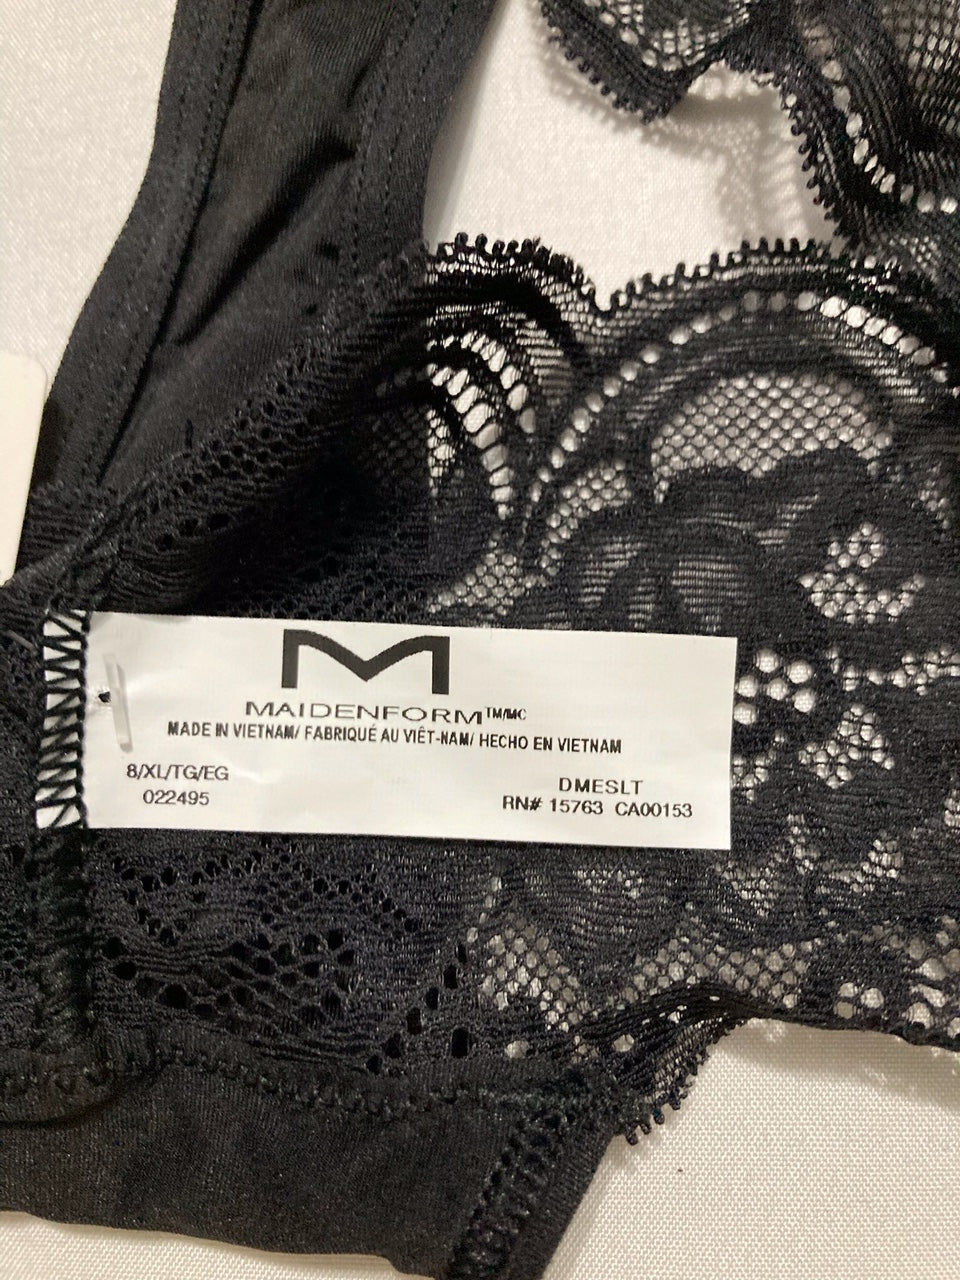 M
MAIDENFORM™/MC
MADE IN VIETNAM/ FABRIQUÉ AU VIÊT-NAM/ HECHO EN VIETNAM
8/XL/TG/EG
022495
DMESLT
RN# 15763 CA00153